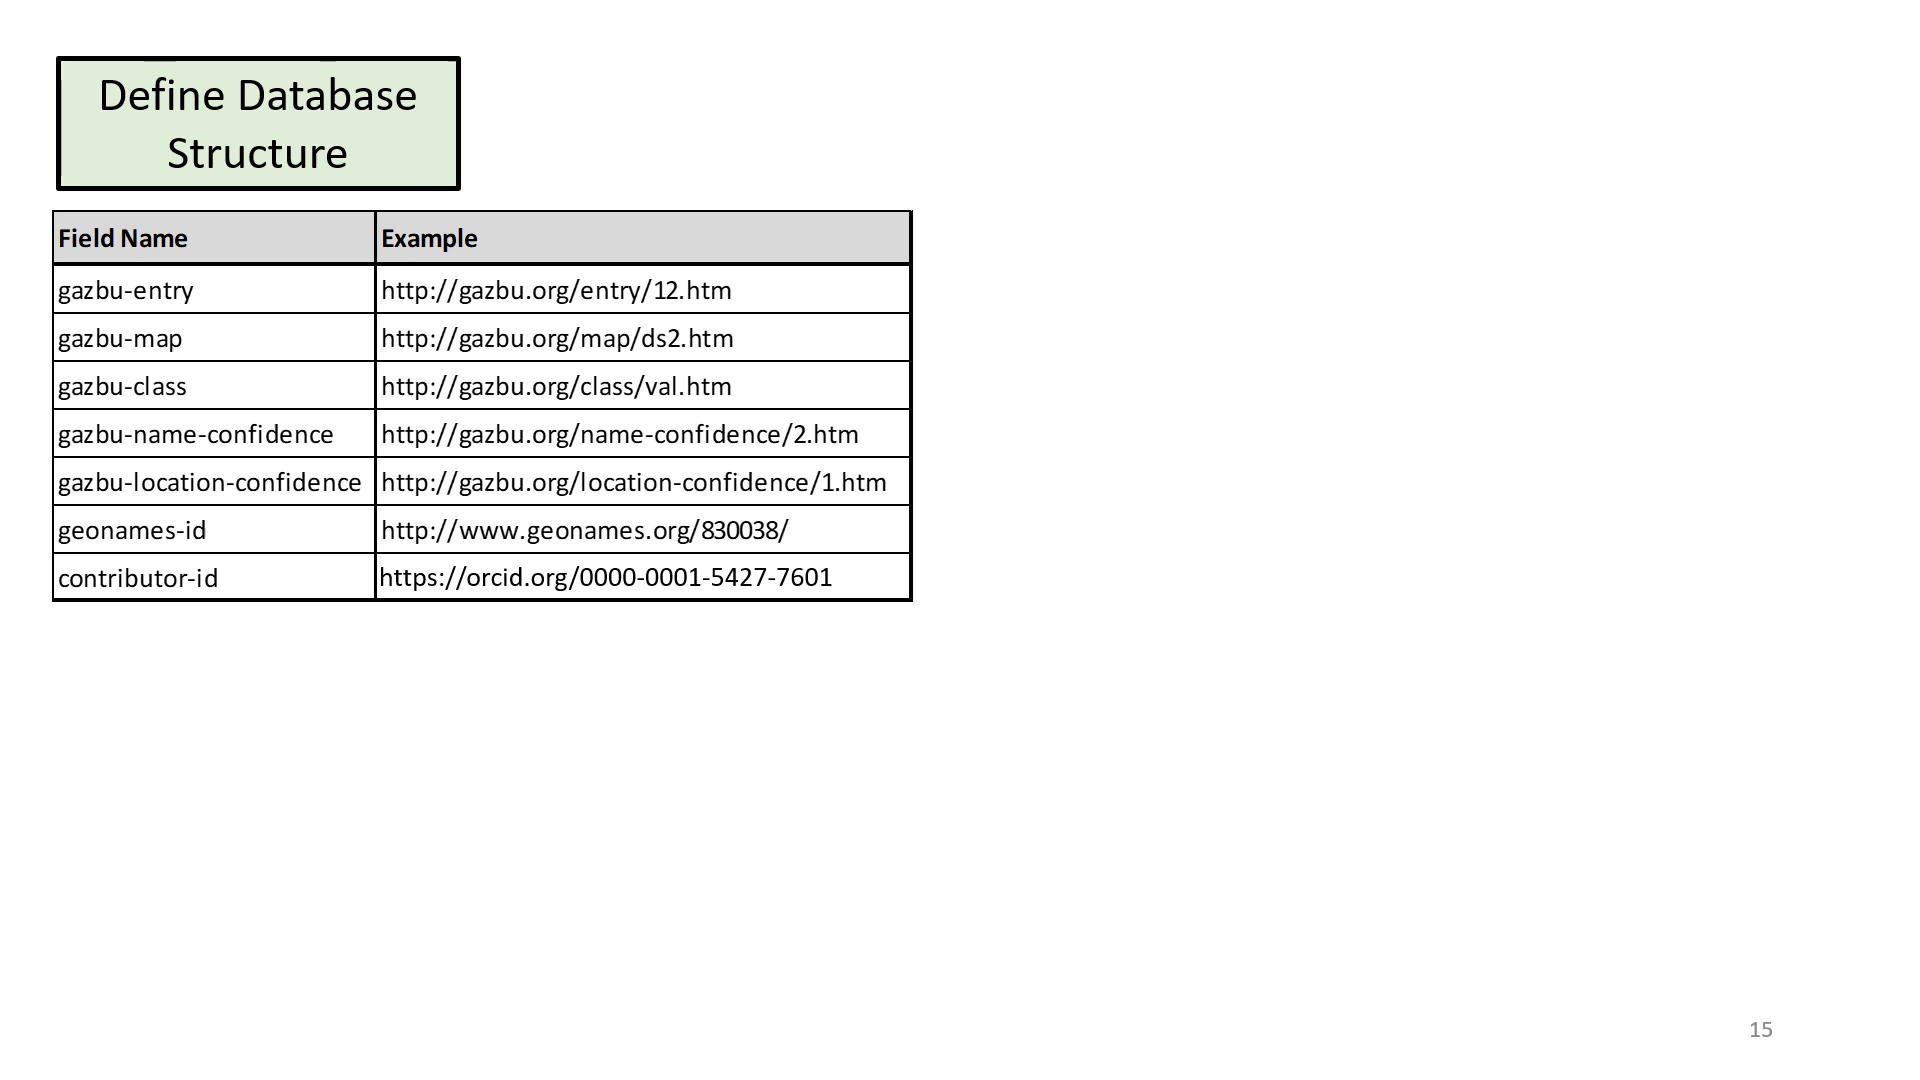 Define Database
Structure
Field Name Example
gazbu-entry http://gazbu.org/entry/12.htm
gazbu-map http://gazbu.org/map/ds2.htm
gazbu-class http://gazbu.org/class/val.htm
gazbu-name-confidence http://gazbu.org/name-confidence/2.htm
gazbu-location-confidence http://gazbu.org/location-confidence/1.htm
geonames-id http://www.geonames.org/830038/
contributor-id https://orcid.org/0000-0001-5427-7601
15